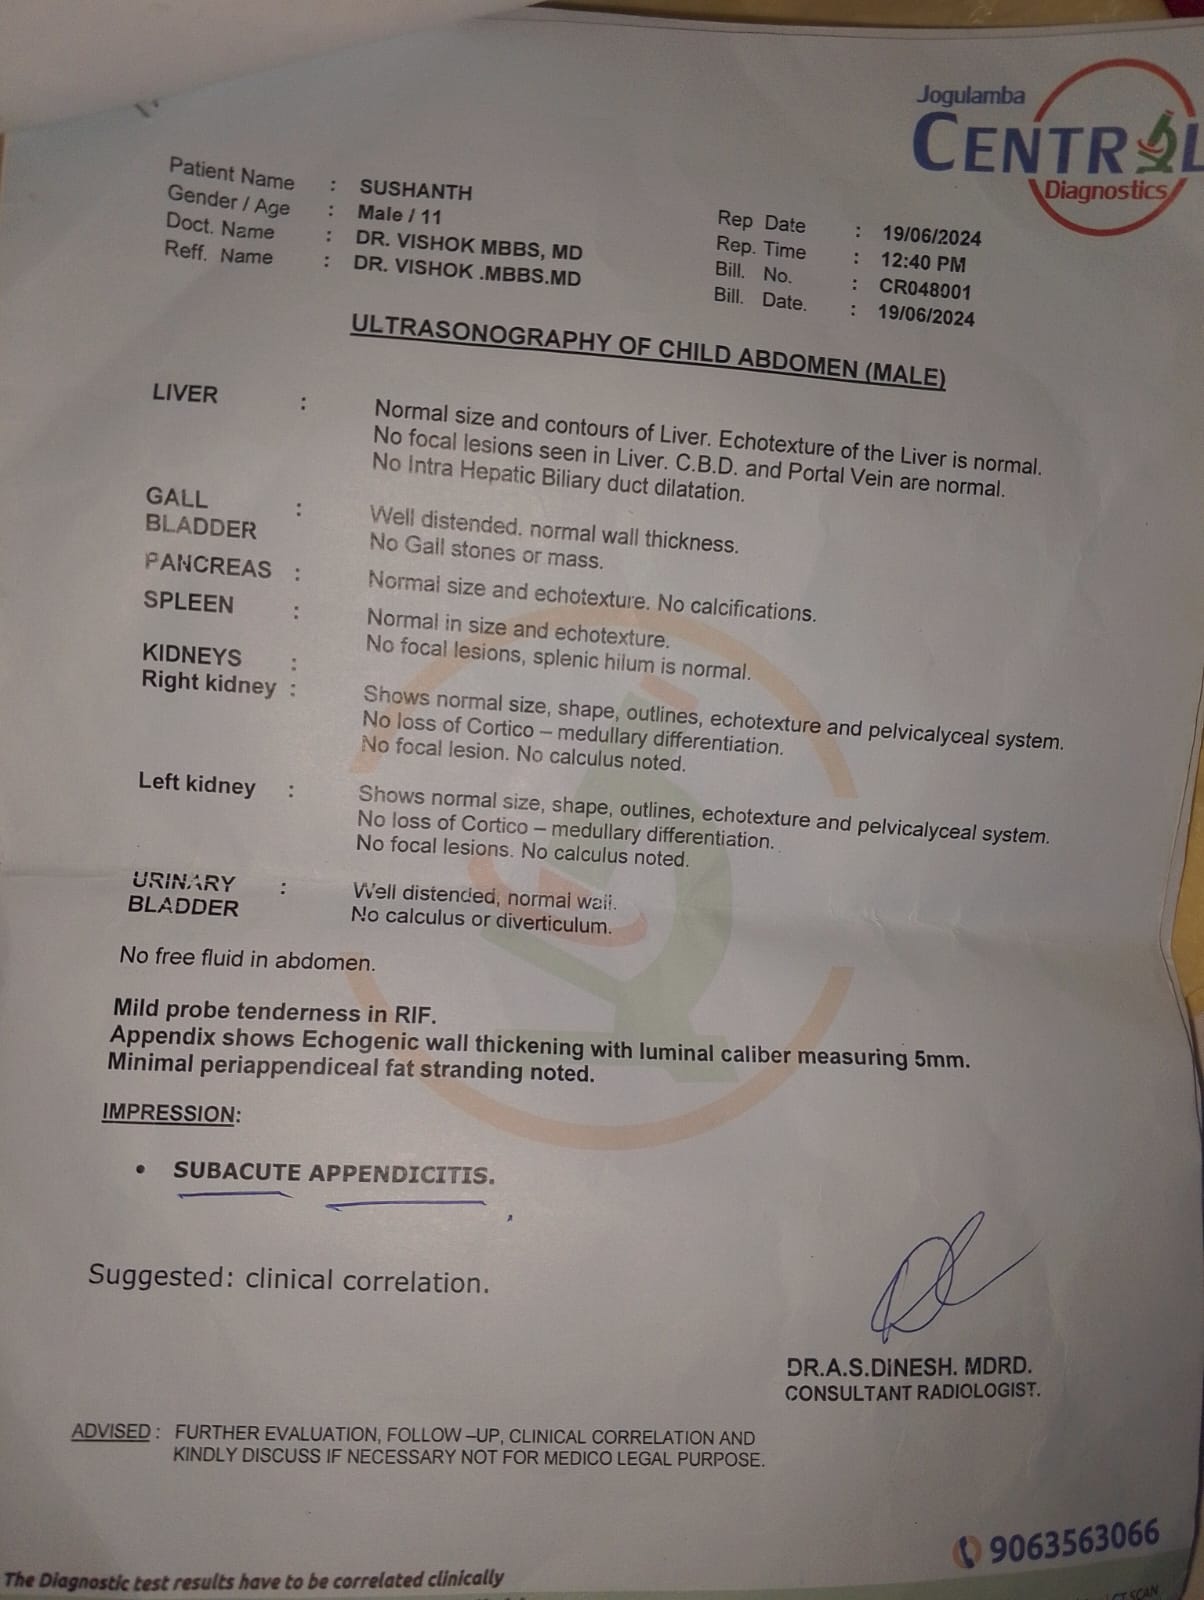 Jogulamba
CENTRAL
Diagnostics
Patient Name : SUSHANTH
Gender / Age : Male / 11
Doct. Name : DR. VISHOK MBBS, MD
Reff. Name : DR. VISHOK .MBBS.MD
Rep Date : 19/06/2024
Rep. Time : 12:40 PM
Bill. No. : CR048001
Bill. Date. : 19/06/2024
ULTRASONOGRAPHY OF CHILD ABDOMEN (MALE)
LIVER : Normal size and contours of Liver. Echotexture of the Liver is normal.
No focal lesions seen in Liver. C.B.D. and Portal Vein are normal.
No Intra Hepatic Biliary duct dilatation.
GALL : Well distended. normal wall thickness.
BLADDER No Gall stones or mass.
PANCREAS : Normal size and echotexture. No calcifications.
SPLEEN : Normal in size and echotexture.
No focal lesions, splenic hilum is normal.
KIDNEYS :
Right kidney : Shows normal size, shape, outlines, echotexture and pelvicalyceal system.
No loss of Cortico – medullary differentiation.
No focal lesion. No calculus noted.
Left kidney : Shows normal size, shape, outlines, echotexture and pelvicalyceal system.
No loss of Cortico – medullary differentiation.
No focal lesions. No calculus noted.
URINARY : Well distended, normal wall.
BLADDER No calculus or diverticulum.
No free fluid in abdomen.
Mild probe tenderness in RIF.
Appendix shows Echogenic wall thickening with luminal caliber measuring 5mm.
Minimal periappendiceal fat stranding noted.
IMPRESSION:
• SUBACUTE APPENDICITIS.
Suggested: clinical correlation.
DR.A.S.DINESH. MDRD.
CONSULTANT RADIOLOGIST.
ADVISED : FURTHER EVALUATION, FOLLOW –UP, CLINICAL CORRELATION AND
KINDLY DISCUSS IF NECESSARY NOT FOR MEDICO LEGAL PURPOSE.
9063563066
The Diagnostic test results have to be correlated clinically
CT SCAN